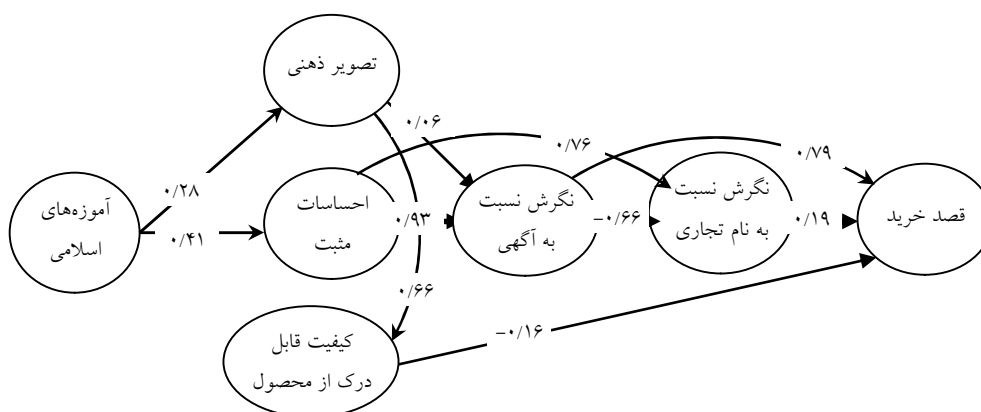 تصویر ذهنی
۰/۰۶
۰/۷۶
۰/۷۹
۰/۲۸
آموزه‌های
اسلامی
۰/۴۱
احساسات
مثبت
۰/۹۳
نگرش نسبت
به آگهی
-۰/۶۶
نگرش نسبت
به نام تجاری
۰/۱۹
قصد خرید
۰/۶۶
-۰/۱۶
کیفیت قابل
درک از محصول